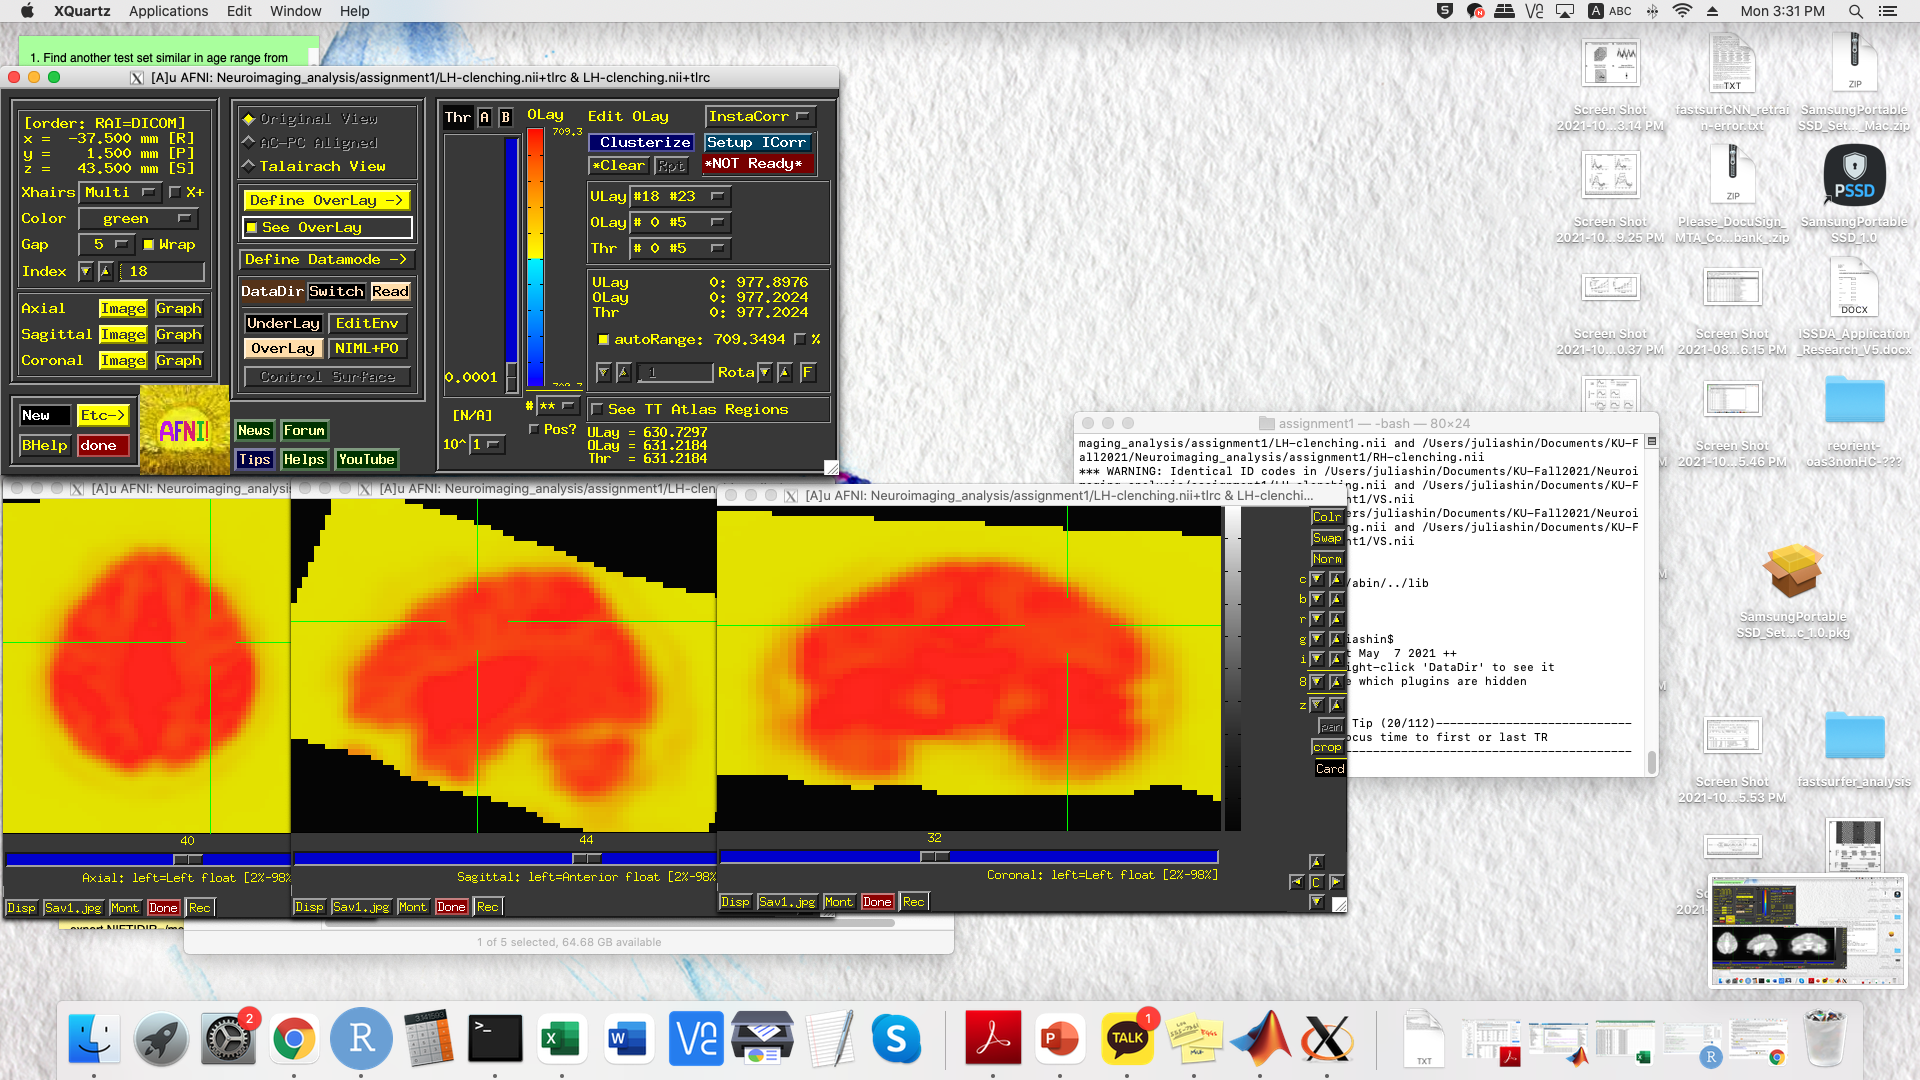 XQuartz Applications Edit Window Help
A ABC Mon 3:31 PM
1. Find another test set similar in age range from
[A]u AFNI: Neuroimaging_analysis/assignment1/LH-clenching.nii+tlrc & LH-clenching.nii+tlrc
[order: RAI=DICOM]
x = -37.500 mm [R]
y = 1.500 mm [P]
z = 43.500 mm [S]
Xhairs Multi X+
Color green
Gap 5 Wrap
Index 18
Axial Image Graph
Sagittal Image Graph
Coronal Image Graph
New Etc->
BHelp done
AFNI!
Original View
AC-PC Aligned
Talairach View
Define OverLay ->
See OverLay
Define Datamode ->
DataDir Switch Read
UnderLay EditEnv
OverLay NIML+PO
Control Surface
News Forum
Tips Helps YouTube
Thr A B
0.0001
[N/A]
10^ 1
OLay
709.3
# **
Pos?
Edit OLay InstaCorr
Clusterize Setup ICorr
*Clear Rpt *NOT Ready*
ULay #18 #23
OLay # 0 #5
Thr # 0 #5
ULay 0: 977.8976
OLay 0: 977.2024
Thr 0: 977.2024
autoRange: 709.3494 %
1 Rota F
See TT Atlas Regions
ULay = 630.7297
OLay = 631.2184
Thr = 631.2184
[A]u AFNI: Neuroimaging_analysi
40
Axial: left=Left float [2%-98%
Disp Sav1.jpg Mont Done Rec
[A]u AFNI: Neuroimaging_analysis/assignment1/LH-clen
44
Sagittal: left=Anterior float [2%-98%
Disp Sav1.jpg Mont Done Rec
[A]u AFNI: Neuroimaging_analysis/assignment1/LH-clenching.nii+tlrc & LH-clenchi...
Colr
Swap
Norm
c
b
r
g
i
8
z
pan
crop
Card
C
32
Coronal: left=Left float [2%-98%]
Disp Sav1.jpg Mont Done Rec
assignment1 — -bash — 80×24
maging_analysis/assignment1/LH-clenching.nii and /Users/juliashin/Documents/KU-F
all2021/Neuroimaging_analysis/assignment1/RH-clenching.nii
*** WARNING: Identical ID codes in /Users/juliashin/Documents/KU-Fall2021/Neuroi
ng.nii and /Users/juliashin/Documents/KU-F
nt1/VS.nii
ers/juliashin/Documents/KU-Fall2021/Neuroi
ng.nii and /Users/juliashin/Documents/KU-F
nt1/VS.nii
/abin/../lib
iashin$
t May 7 2021 ++
ight-click 'DataDir' to see it
e which plugins are hidden
Tip (20/112)----------------------------
ocus time to first or last TR
1 of 5 selected, 64.68 GB available
Screen Shot
2021-10...3.14 PM
TXT
fastsurfCNN_retrai
n-error.txt
ZIP
SamsungPortable
SSD_Set..._Mac.zip
Screen Shot
2021-10...9.25 PM
ZIP
Please_DocuSign_
MTA_Co...bank_.zip
PSSD
SamsungPortable
SSD_1.0
Screen Shot
2021-10...0.37 PM
Screen Shot
2021-08...6.15 PM
DOCX
ISSDA_Application
_Research_V5.docx
Screen Shot
2021-10...5.46 PM
reorient-
oas3nonHC-???
SamsungPortable
SSD_Set...c_1.0.pkg
Screen Shot
2021-10...5.53 PM
fastsurfer_analysis
2
TALK
1
TXT